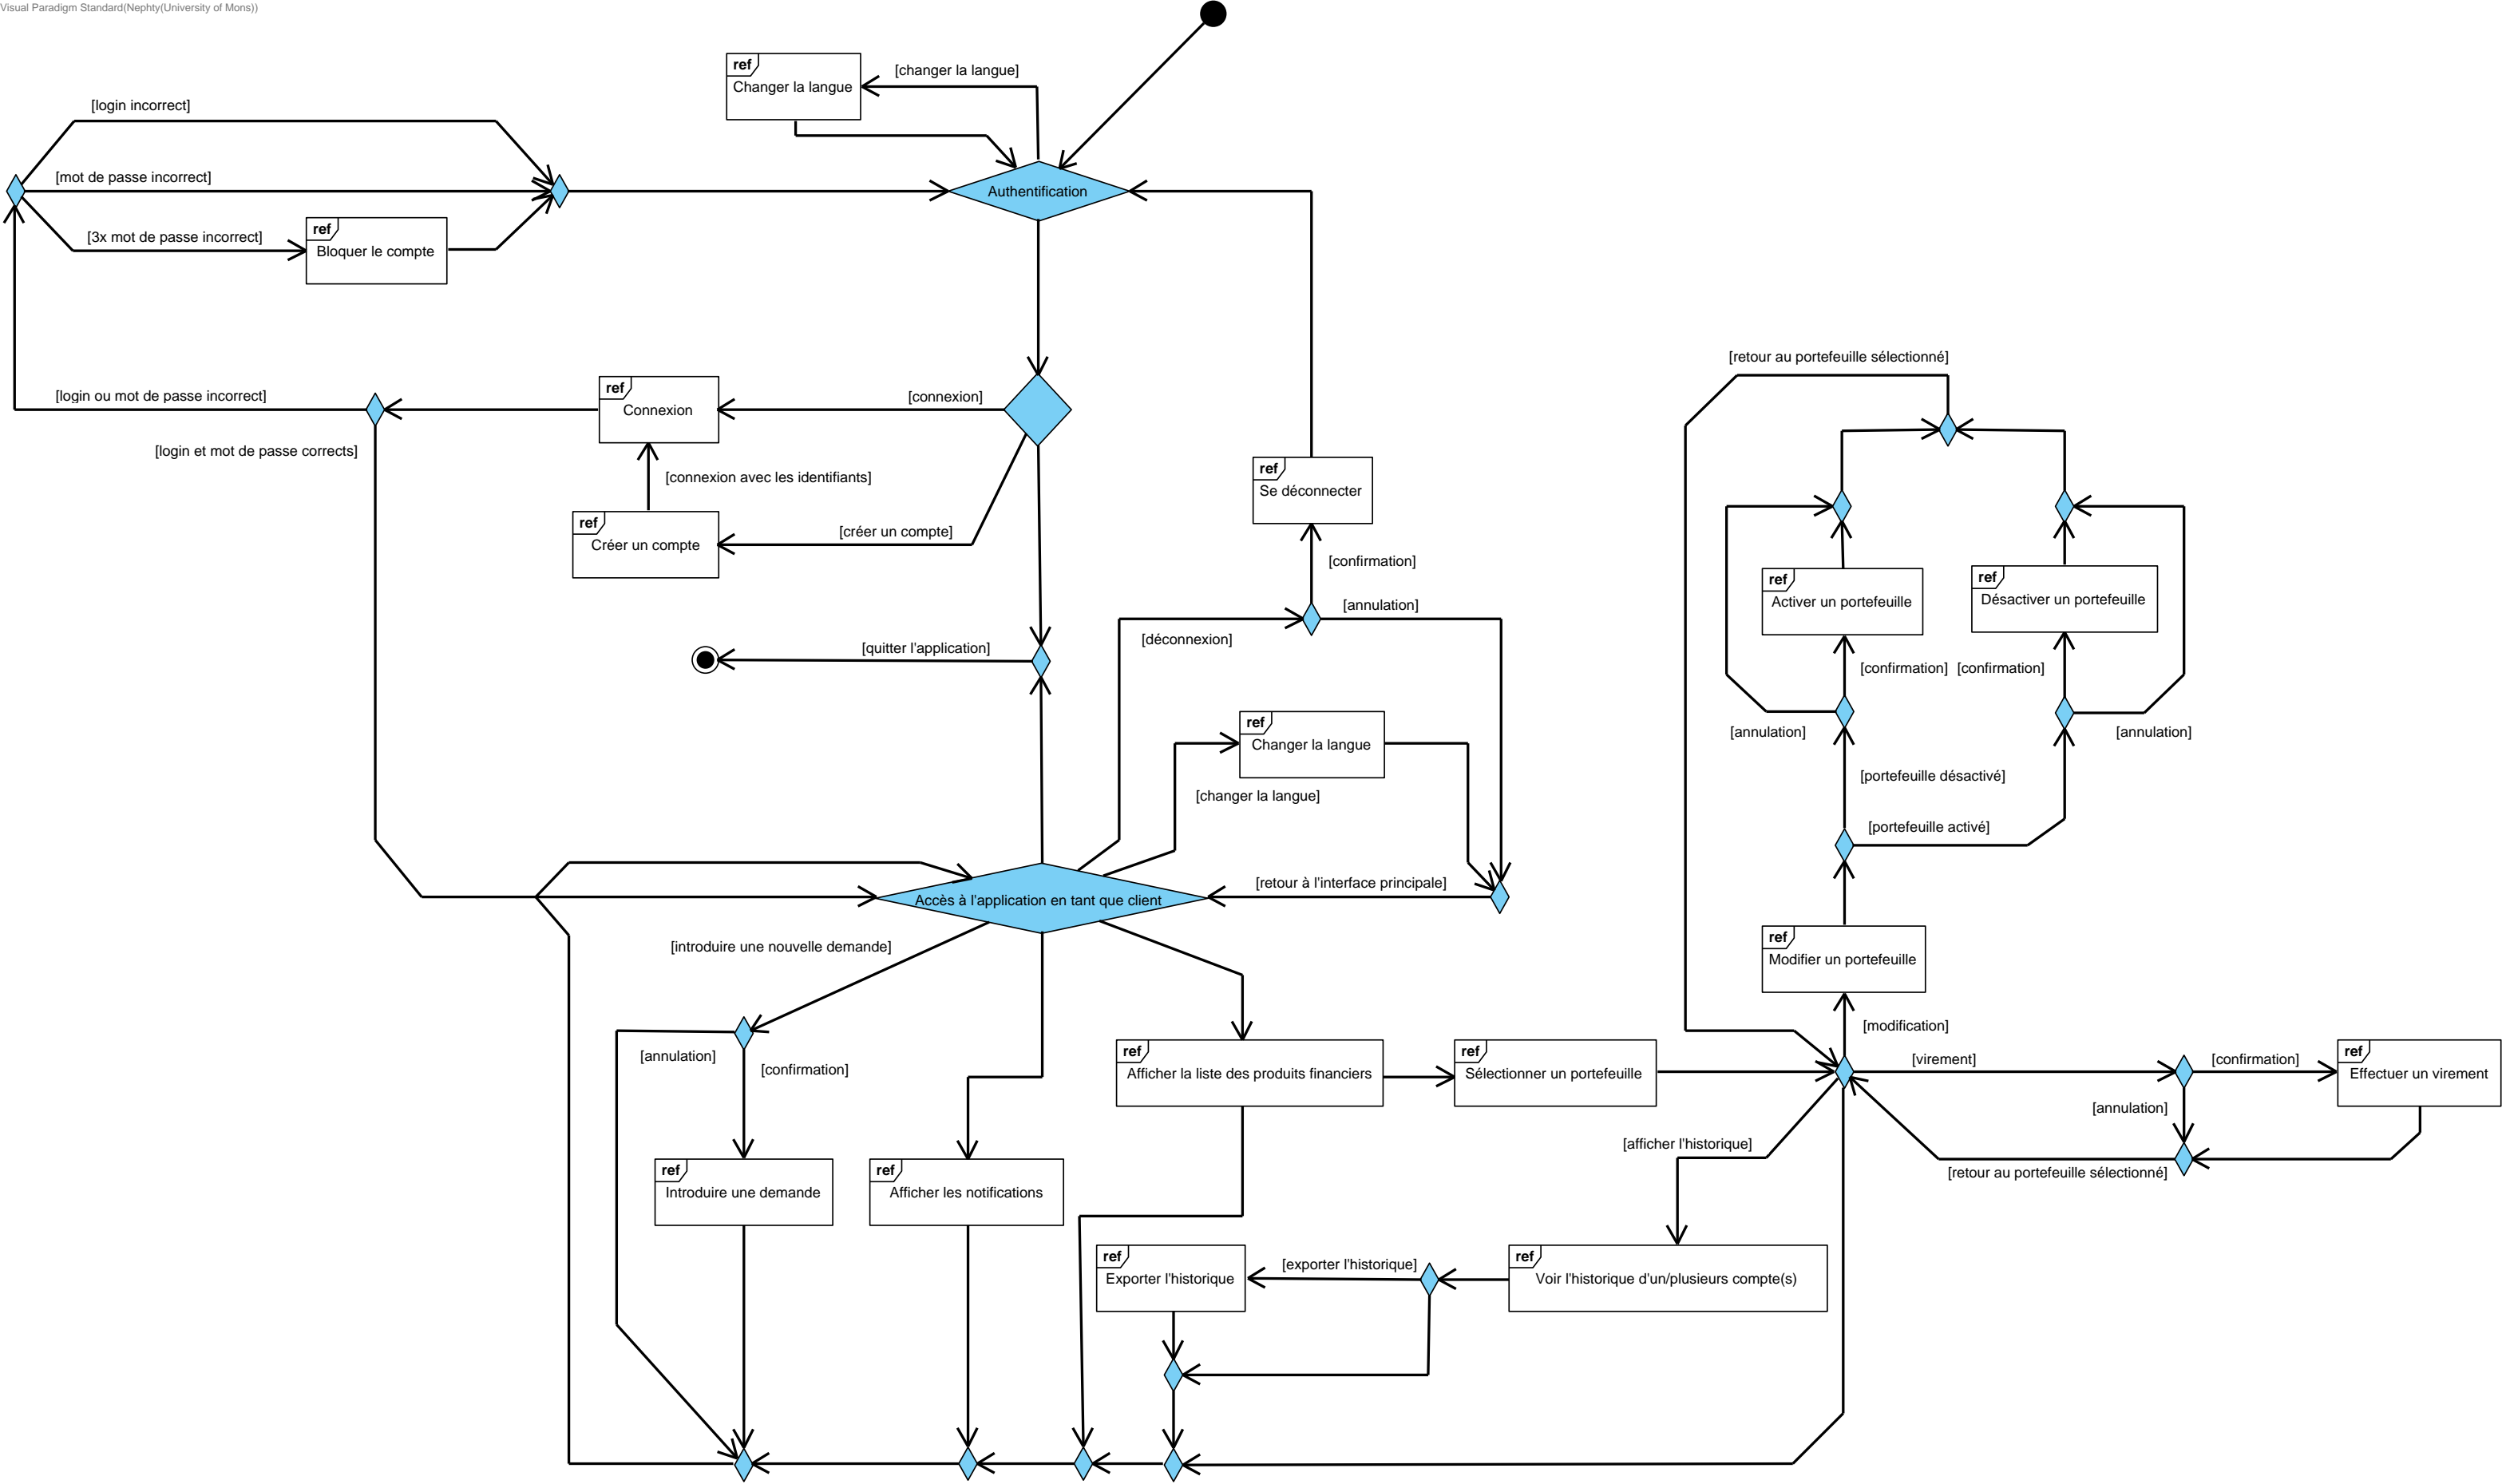 Visual Paradigm Standard(Nephty(University of Mons))
ref
Changer la langue
[changer la langue]
[login incorrect]
[mot de passe incorrect]
[3x mot de passe incorrect]
ref
Bloquer le compte
Authentification
[retour au portefeuille sélectionné]
[login ou mot de passe incorrect]
ref
Connexion
[connexion]
[login et mot de passe corrects]
[connexion avec les identifiants]
ref
Créer un compte
[créer un compte]
ref
Se déconnecter
[confirmation]
[annulation]
[déconnexion]
[quitter l'application]
ref
Activer un portefeuille
ref
Désactiver un portefeuille
[confirmation]
[confirmation]
[annulation]
[annulation]
ref
Changer la langue
[changer la langue]
[portefeuille désactivé]
[portefeuille activé]
[retour à l'interface principale]
Accès à l'application en tant que client
[introduire une nouvelle demande]
ref
Modifier un portefeuille
[modification]
[annulation]
[confirmation]
ref
Afficher la liste des produits financiers
ref
Sélectionner un portefeuille
[virement]
[confirmation]
ref
Effectuer un virement
[annulation]
[afficher l'historique]
[retour au portefeuille sélectionné]
ref
Introduire une demande
ref
Afficher les notifications
ref
Exporter l'historique
[exporter l'historique]
ref
Voir l'historique d'un/plusieurs compte(s)